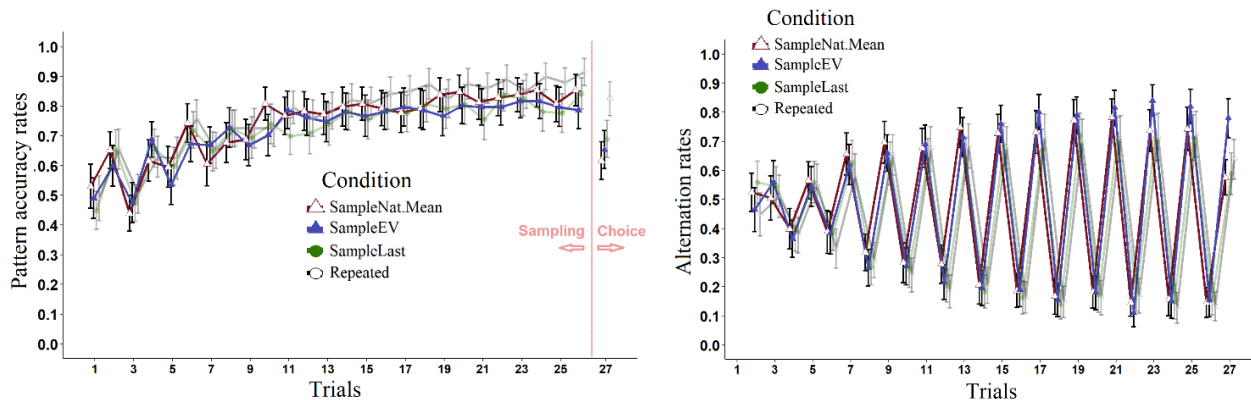 Pattern accuracy rates
1.0
0.9
0.8
0.7
0.6
0.5
0.4
0.3
0.2
0.1
0.0
Condition
SampleNat.Mean
SampleEV
SampleLast
Repeated
Sampling
Choice
1 3 5 7 9 11 13 15 17 19 21 23 25 27
Trials
Alternation rates
1.0
0.9
0.8
0.7
0.6
0.5
0.4
0.3
0.2
0.1
0.0
Condition
SampleNat.Mean
SampleEV
SampleLast
Repeated
1 3 5 7 9 11 13 15 17 19 21 23 25 27
Trials